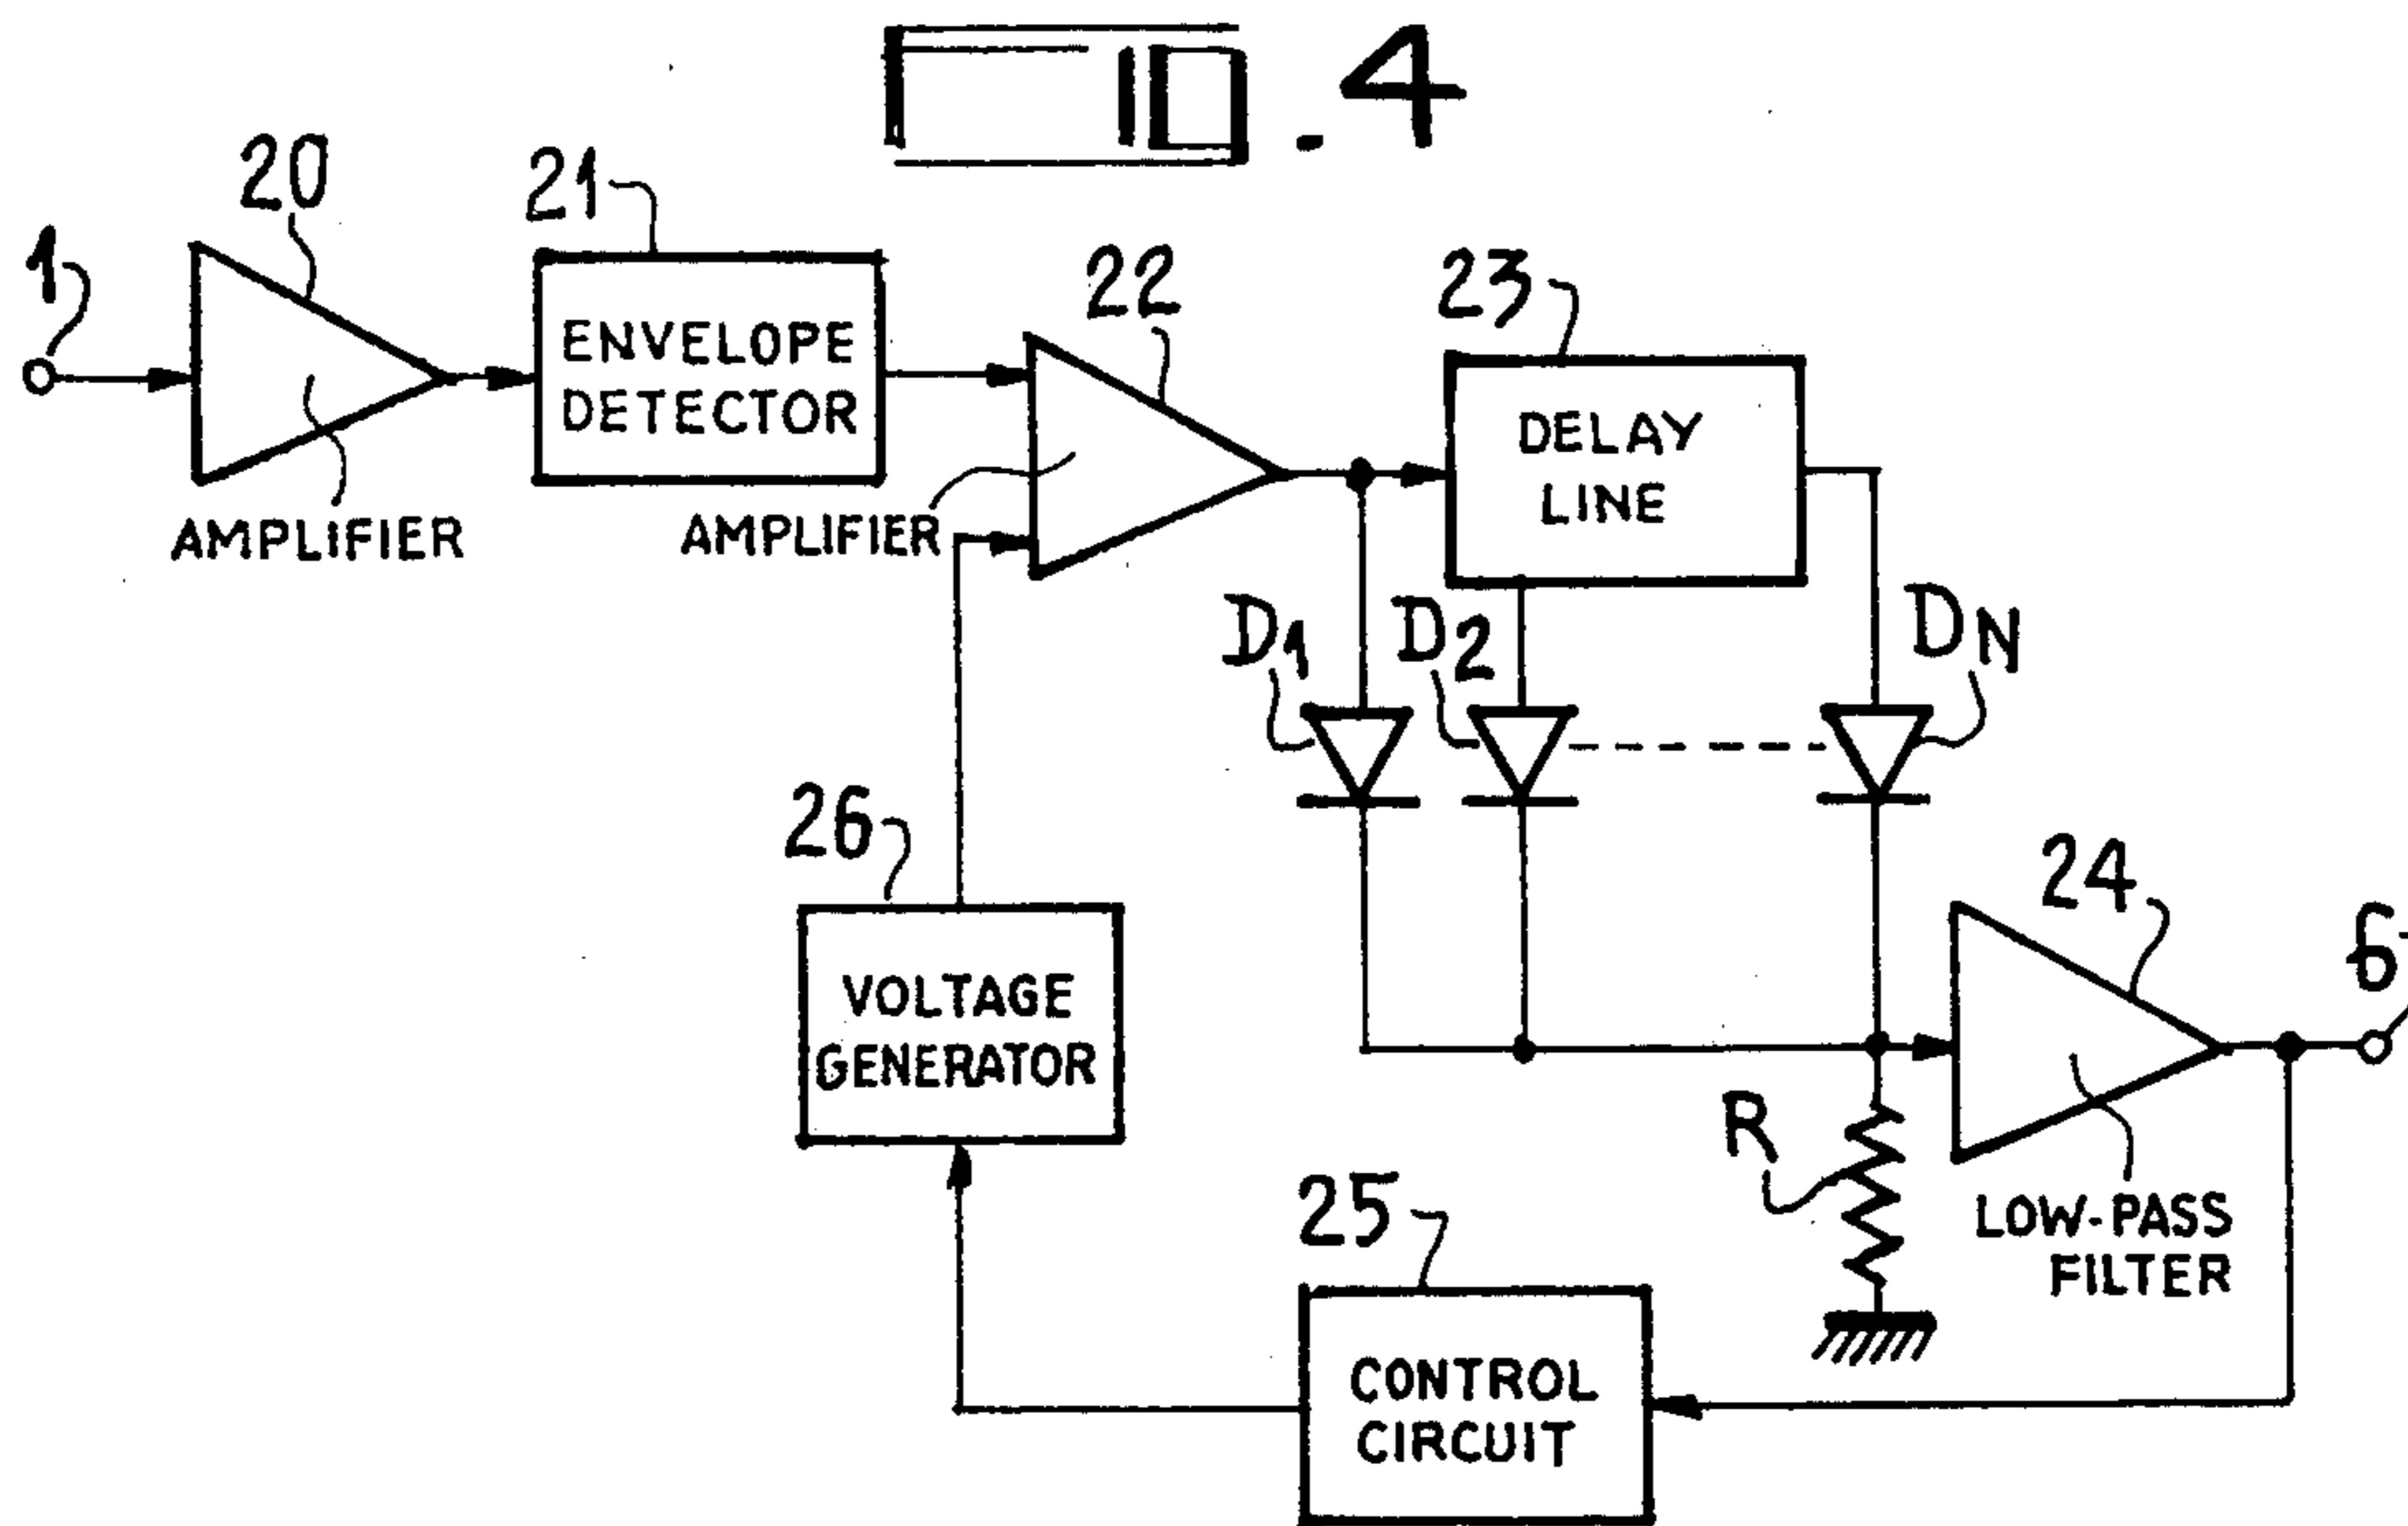 FIG.4
20
21
1
22
23
ENVELOPE
DETECTOR
DELAY
LINE
AMPLIFIER
AMPLIFIER
D1
D2
DN
26
24
6
VOLTAGE
GENERATOR
R
25
LOW-PASS
FILTER
CONTROL
CIRCUIT